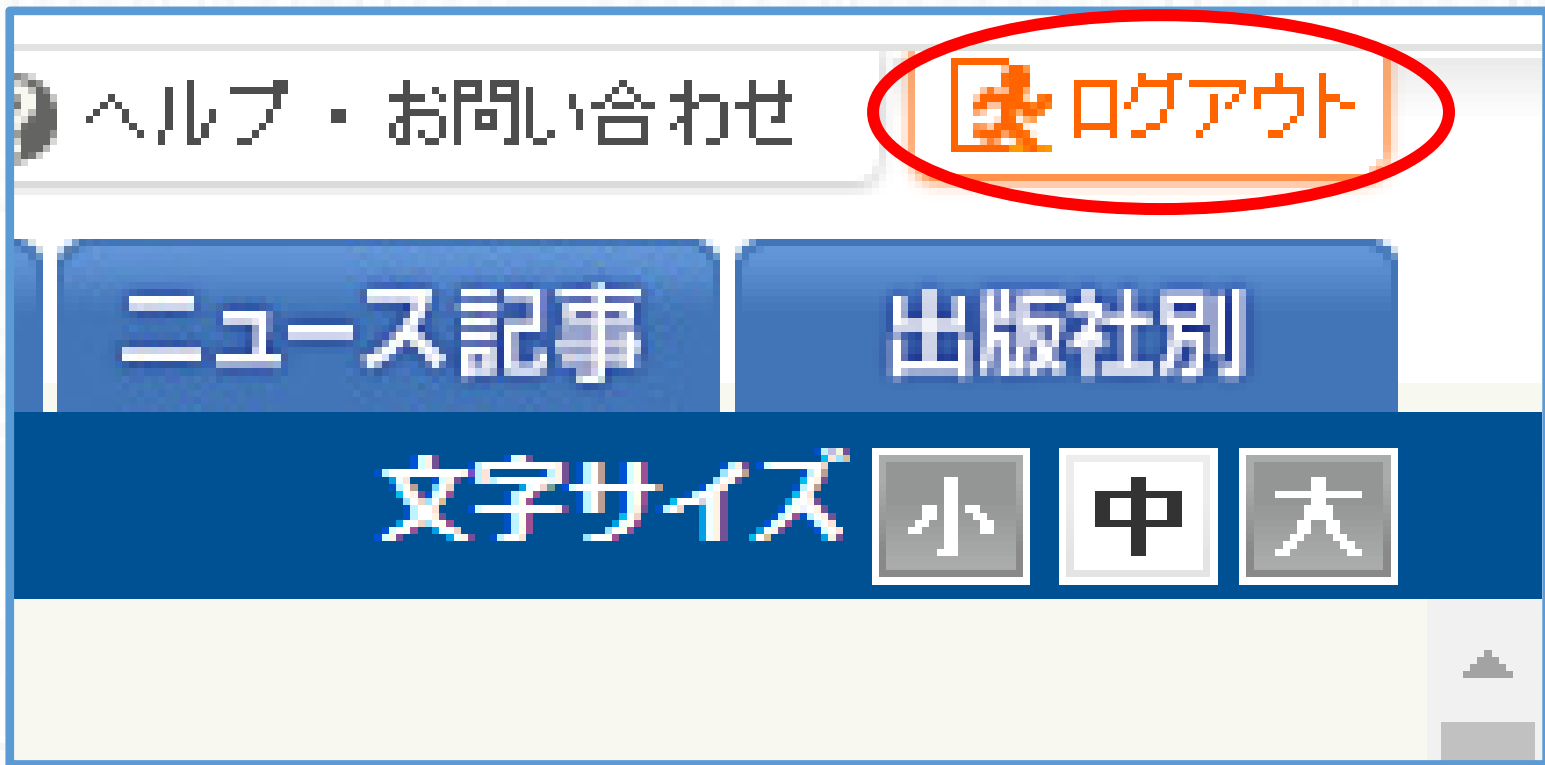 ヘルプ・お問い合わせ ログアウト
ニュース記事 出版社別
文字サイズ 小 中 大